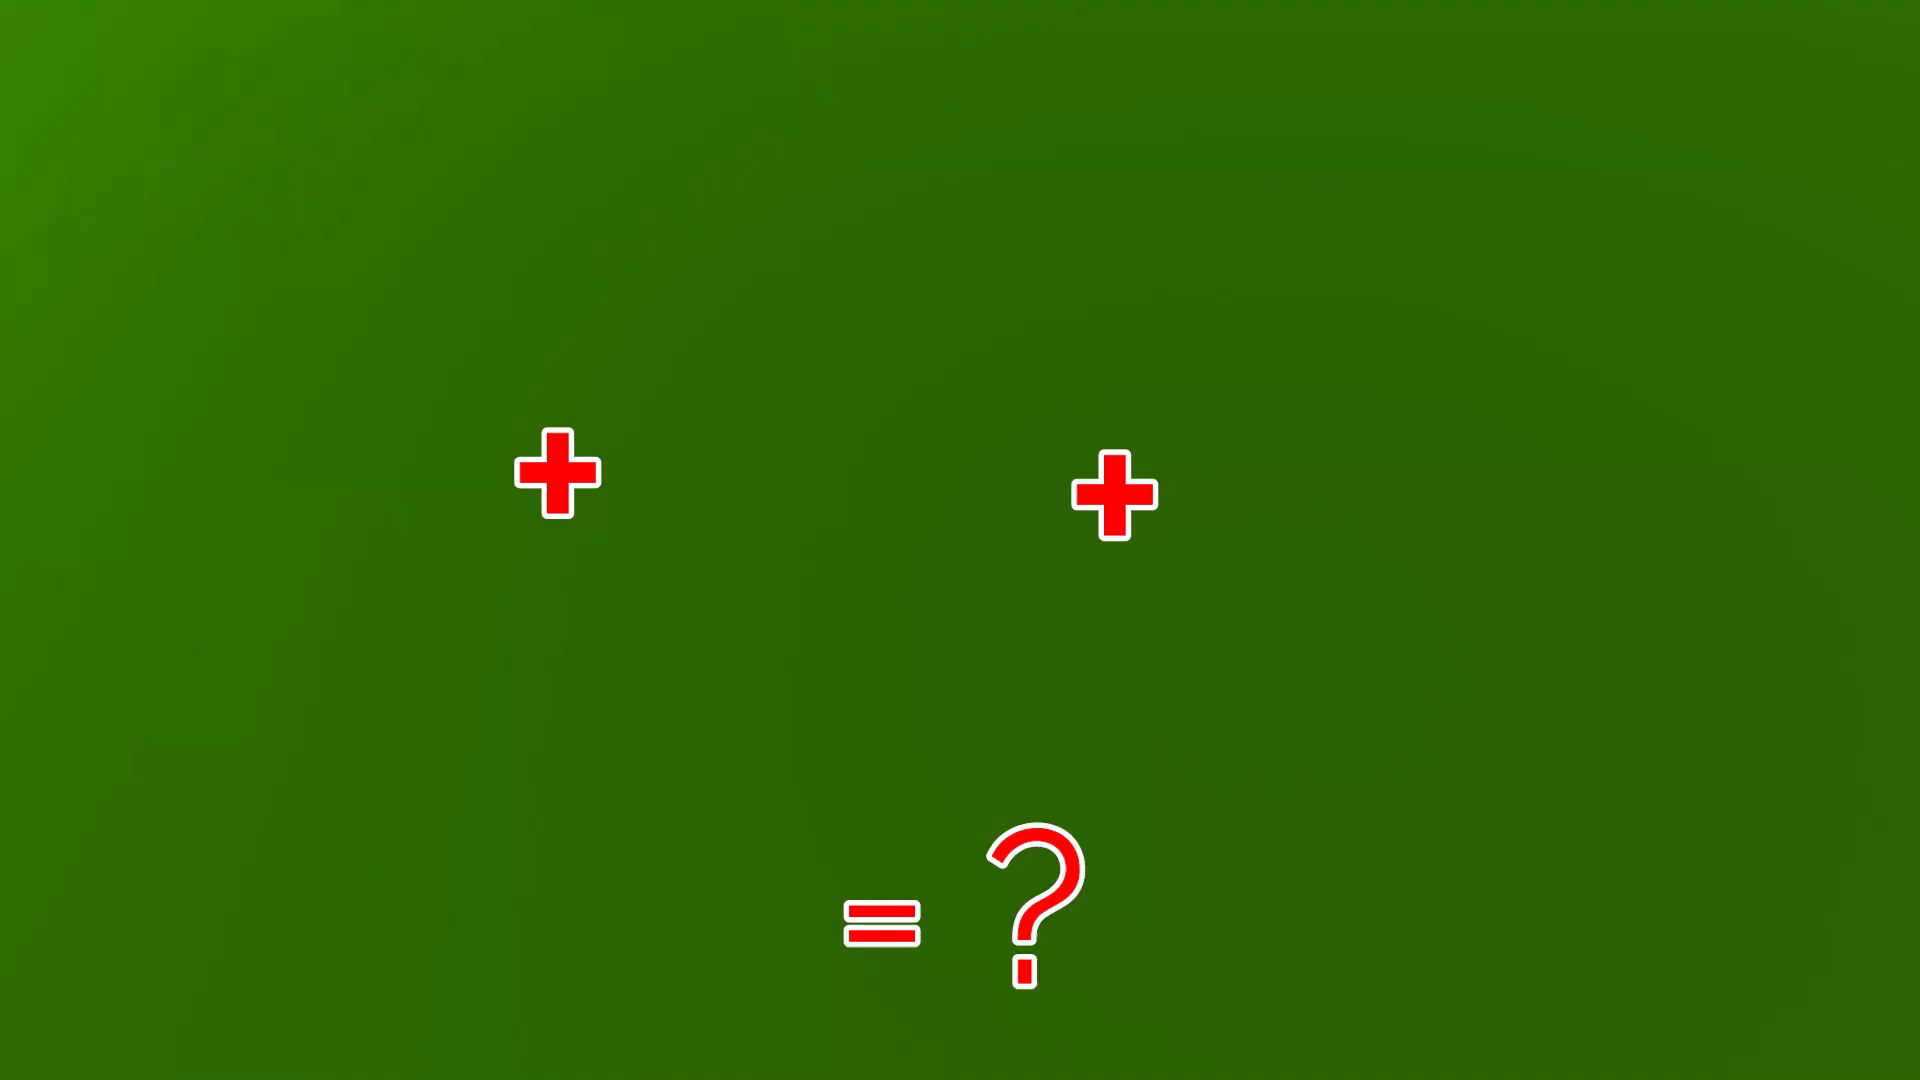 + +
= ?